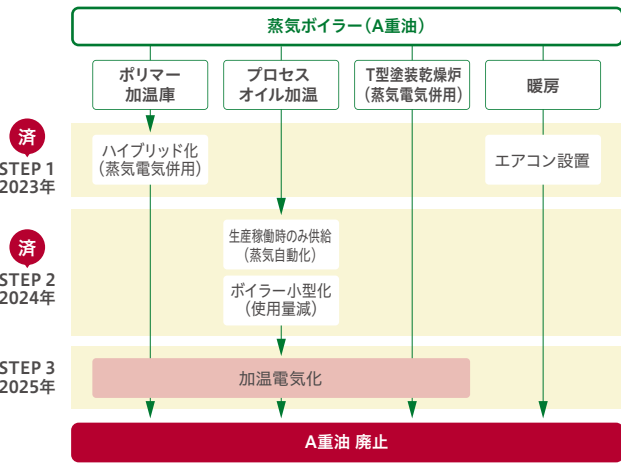 蒸気ボイラー（A重油）
ポリマー
加温庫
プロセス
オイル加温
T型塗装乾燥炉
（蒸気電気併用）
暖房
済
STEP 1
2023年
ハイブリッド化
（蒸気電気併用）
エアコン設置
済
STEP 2
2024年
生産稼働時のみ供給
（蒸気自動化）
ボイラー小型化
（使用量減）
STEP 3
2025年
加温電気化
A重油 廃止